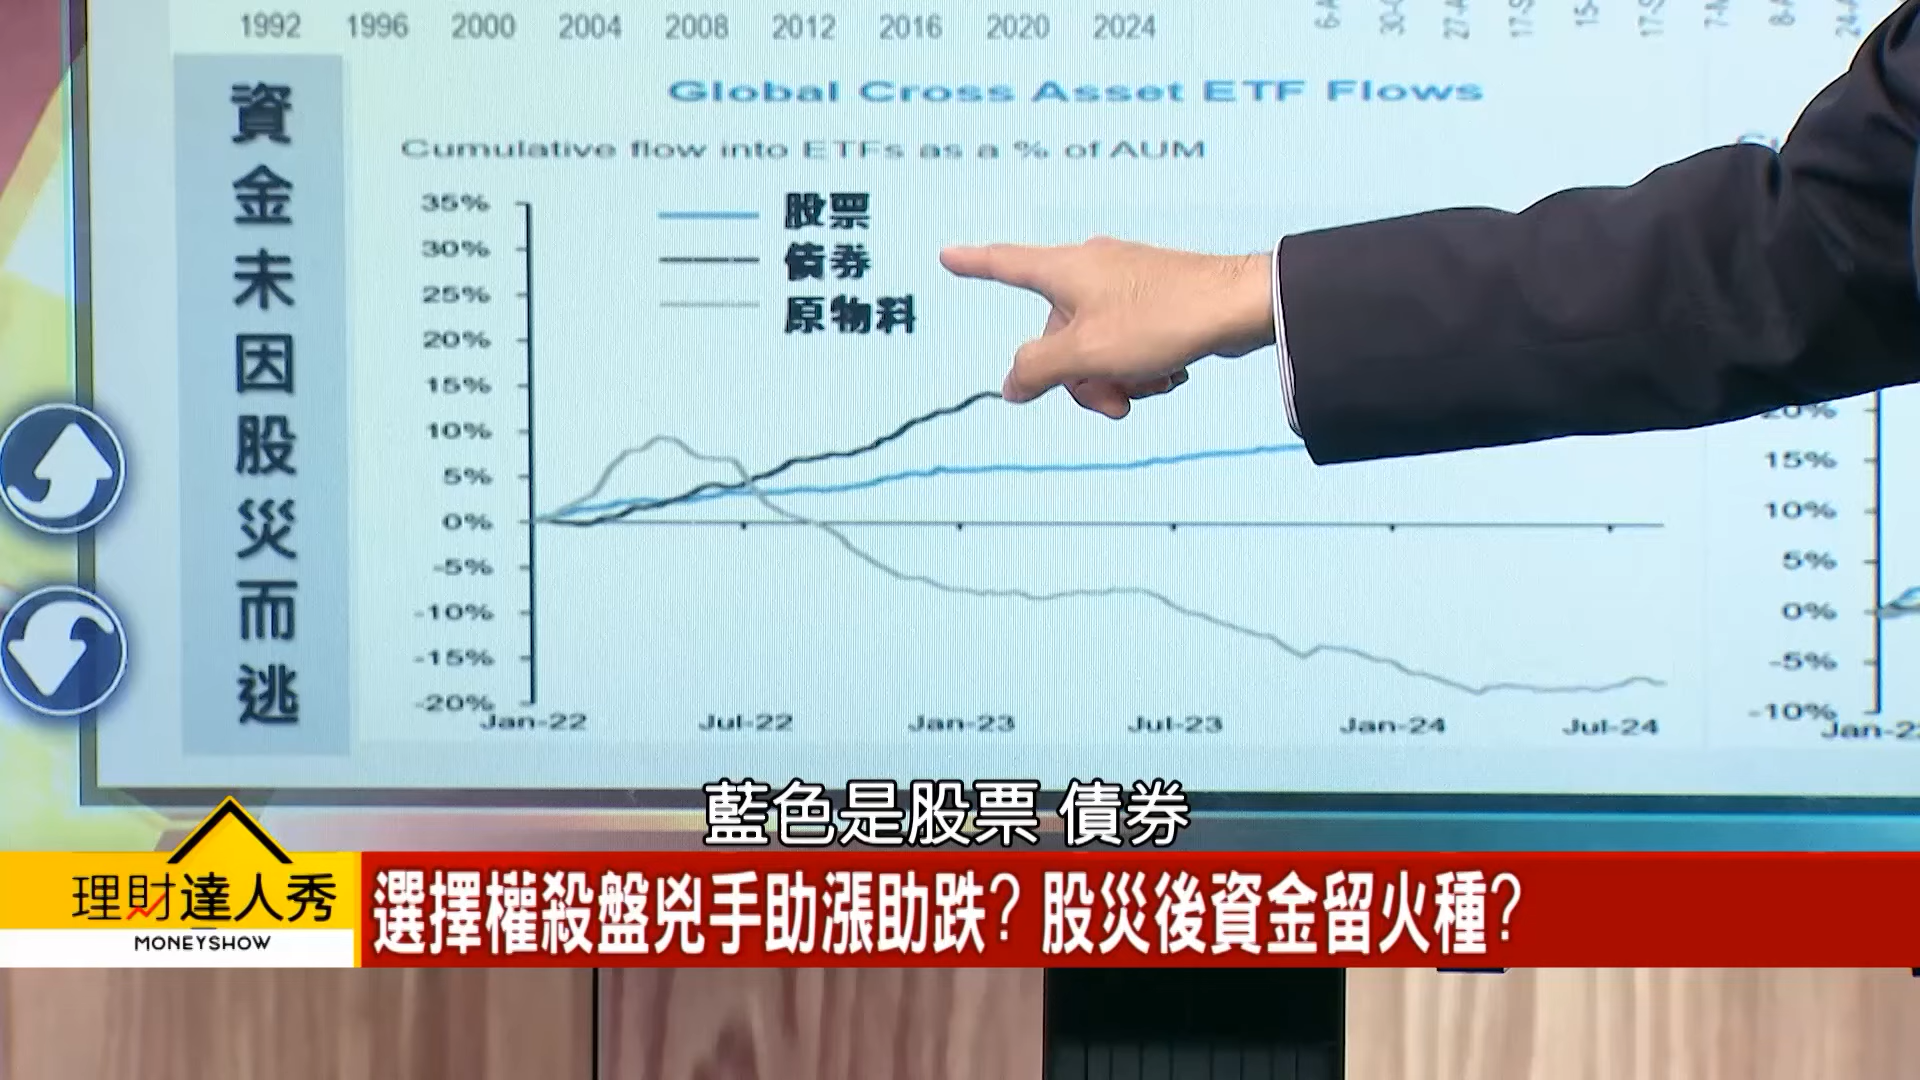 1992 1996 2000 2004 2008 2012 2016 2020 2024
資金未因股災而逃
Global Cross Asset ETF Flows
Cumulative flow into ETFs as a % of AUM
35%
30%
25%
20%
15%
10%
5%
0%
-5%
-10%
-15%
-20%
股票
債券
原物料
Jan-22 Jul-22 Jan-23 Jul-23 Jan-24 Jul-24
20%
15%
10%
5%
0%
-5%
-10%
藍色是股票 債券
理財達人秀
MONEYSHOW
選擇權殺盤兇手助漲助跌? 股災後資金留火種?